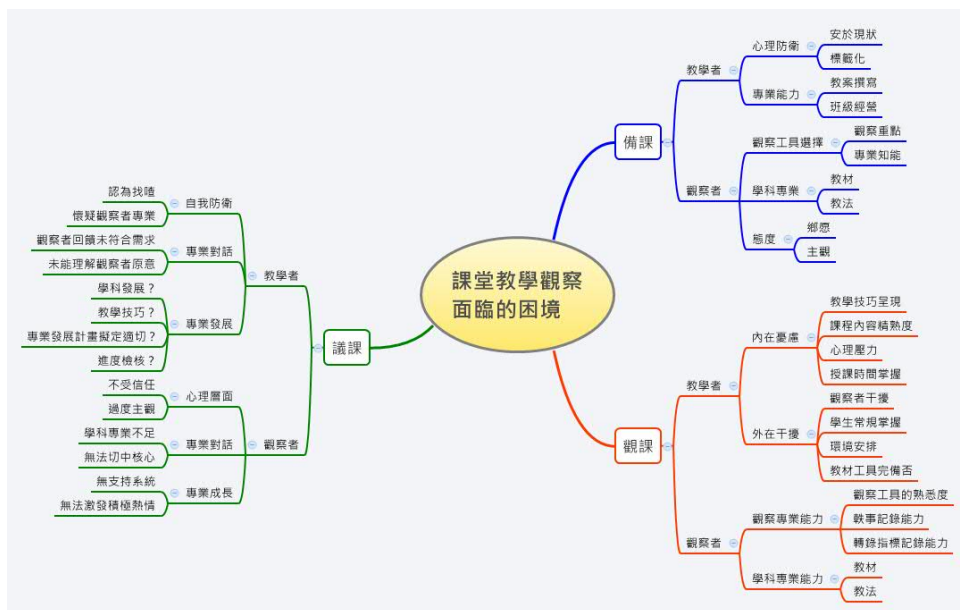 課堂教學觀察
面臨的困境
備課
教學者
心理防衛
安於現狀
標籤化
專業能力
教案撰寫
班級經營
觀察者
觀察工具選擇
觀察重點
專業知能
學科專業
教材
教法
態度
鄉愿
主觀
觀課
教學者
內在憂慮
教學技巧呈現
課程內容精熟度
心理壓力
授課時間掌握
外在干擾
觀察者干擾
學生常規掌握
環境安排
教材工具完備否
觀察者
觀察專業能力
觀察工具的熟悉度
軼事記錄能力
轉錄指標記錄能力
學科專業能力
教材
教法
議課
教學者
自我防衛
認為找喳
懷疑觀察者專業
專業對話
觀察者回饋未符合需求
未能理解觀察者原意
專業發展
學科發展？
教學技巧？
專業發展計畫擬定適切？
進度檢核？
觀察者
心理層面
不受信任
過度主觀
專業對話
學科專業不足
無法切中核心
專業成長
無支持系統
無法激發積極熱情